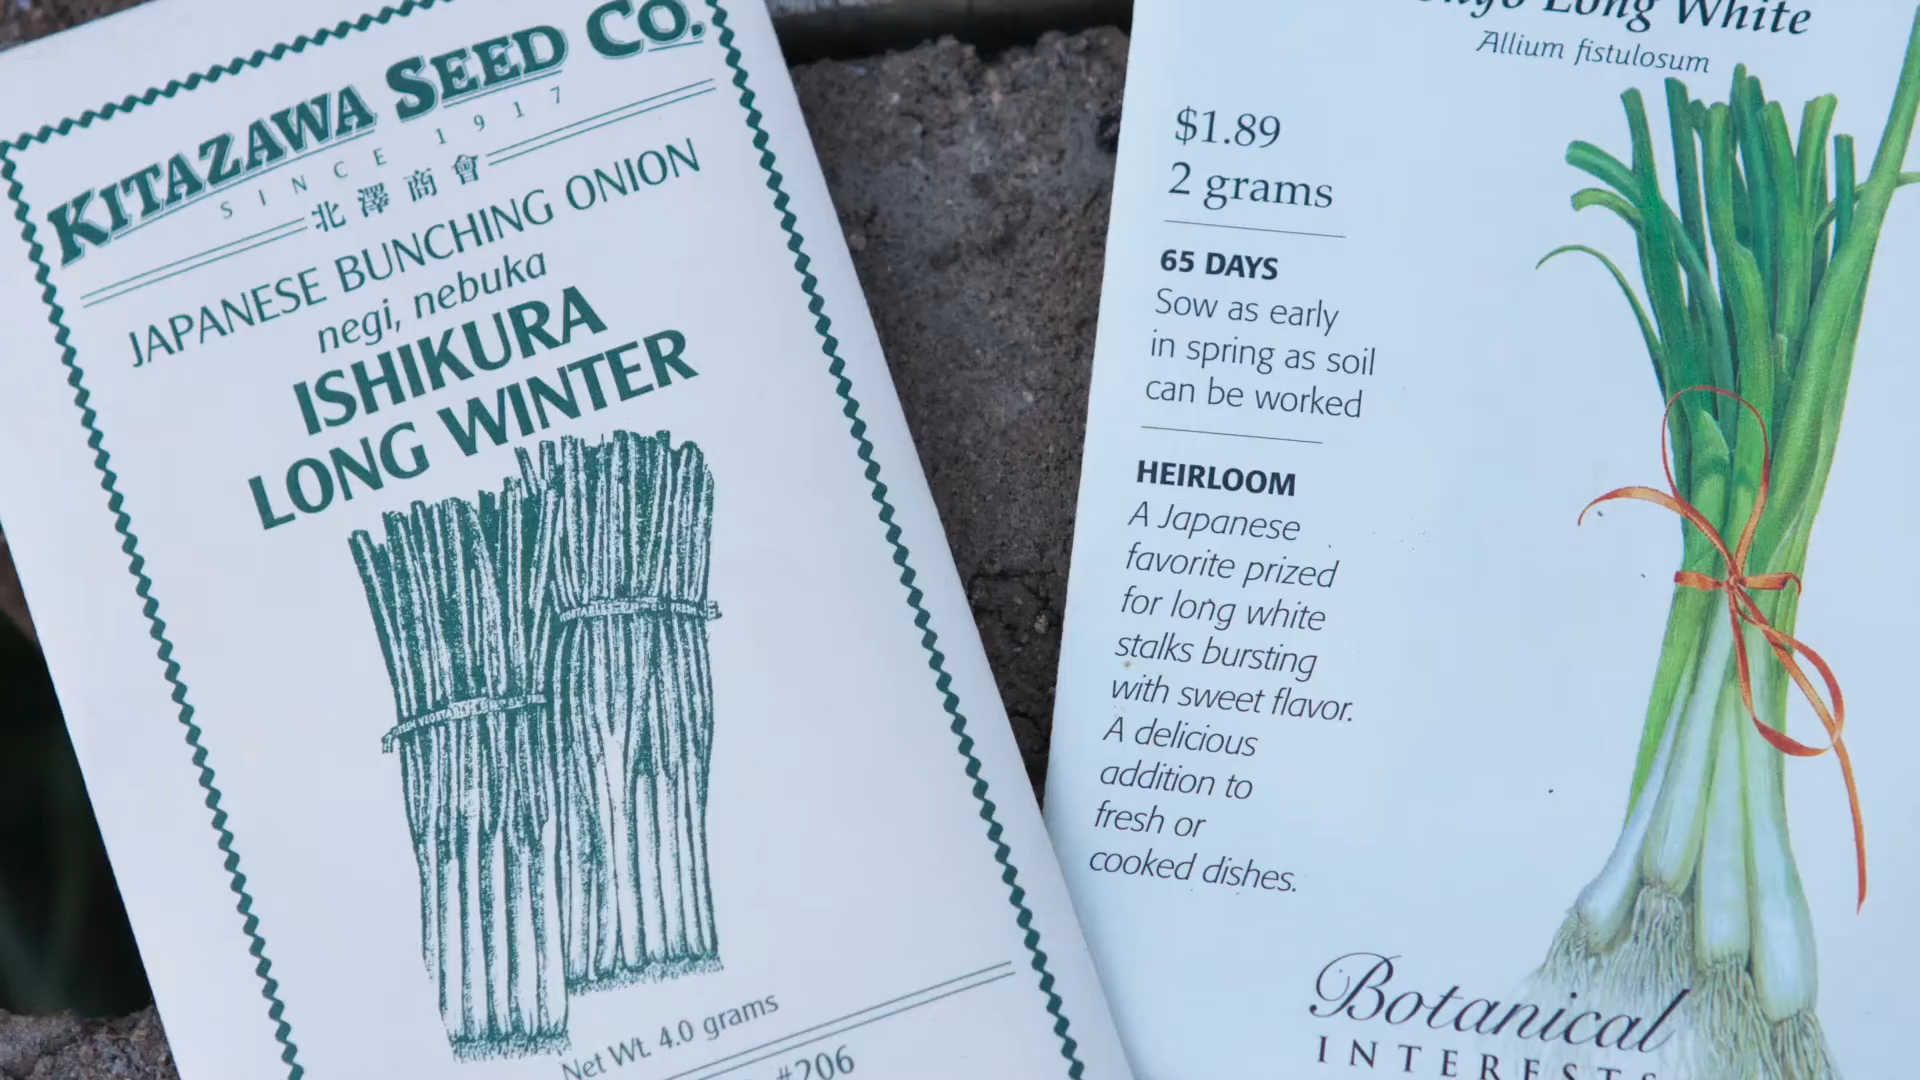 KITAZAWA SEED CO.
SINCE 1917
北澤商會
JAPANESE BUNCHING ONION
negi, nebuka
ISHIKURA
LONG WINTER
Net Wt. 4.0 grams
#206
Long White
Allium fistulosum
$1.89
2 grams
65 DAYS
Sow as early
in spring as soil
can be worked
HEIRLOOM
A Japanese
favorite prized
for long white
stalks bursting
with sweet flavor.
A delicious
addition to
fresh or
cooked dishes.
Botanical
INTERESTS